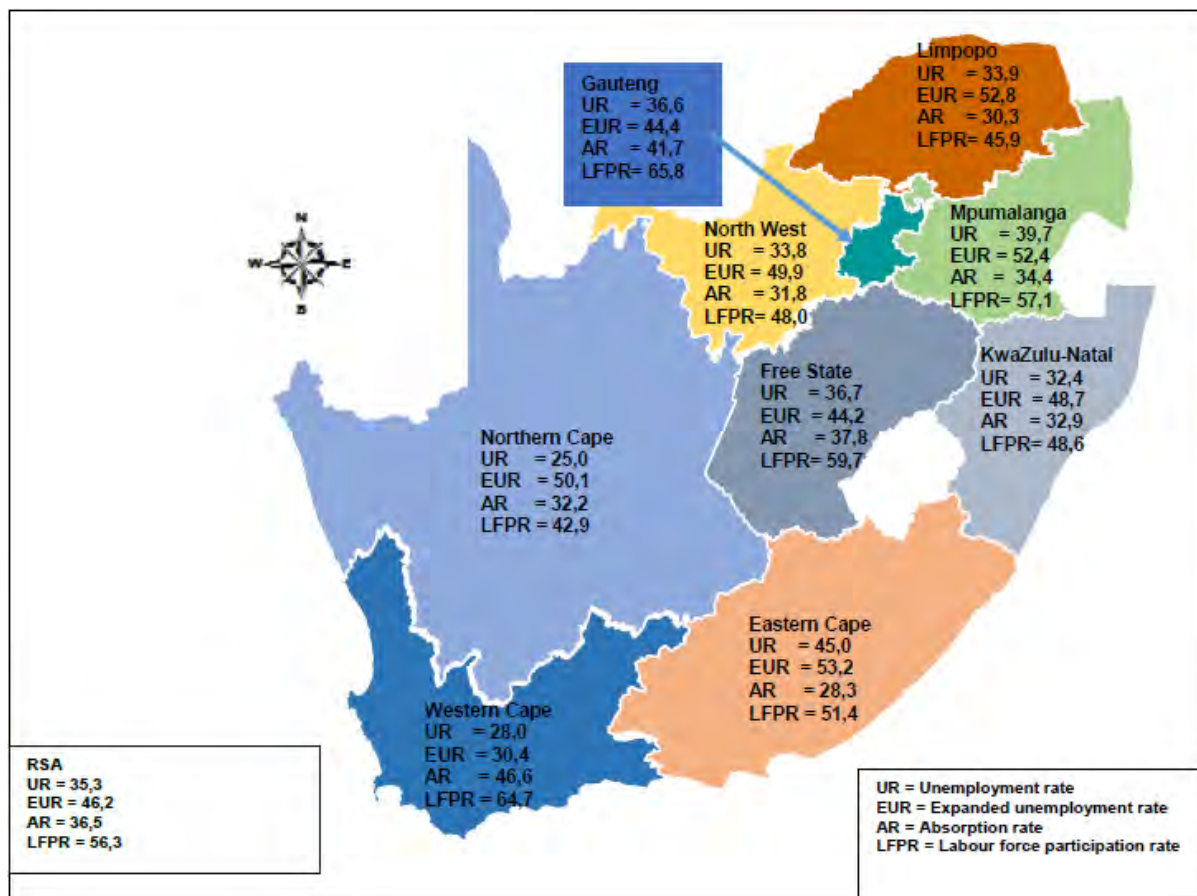 Limpopo
UR = 33,9
EUR = 52,8
AR = 30,3
LFPR= 45,9
Gauteng
UR = 36,6
EUR = 44,4
AR = 41,7
LFPR= 65,8
North West
UR = 33,8
EUR = 49,9
AR = 31,8
LFPR= 48,0
Mpumalanga
UR = 39,7
EUR = 52,4
AR = 34,4
LFPR= 57,1
N
W E
S
KwaZulu-Natal
UR = 32,4
EUR = 48,7
AR = 32,9
LFPR= 48,6
Free State
UR = 36,7
EUR = 44,2
AR = 37,8
LFPR= 59,7
Northern Cape
UR = 25,0
EUR = 50,1
AR = 32,2
LFPR = 42,9
Eastern Cape
UR = 45,0
EUR = 53,2
AR = 28,3
LFPR = 51,4
Western Cape
UR = 28,0
EUR = 30,4
AR = 46,6
LFPR = 64,7
RSA
UR = 35,3
EUR = 46,2
AR = 36,5
LFPR = 56,3
UR = Unemployment rate
EUR = Expanded unemployment rate
AR = Absorption rate
LFPR = Labour force participation rate